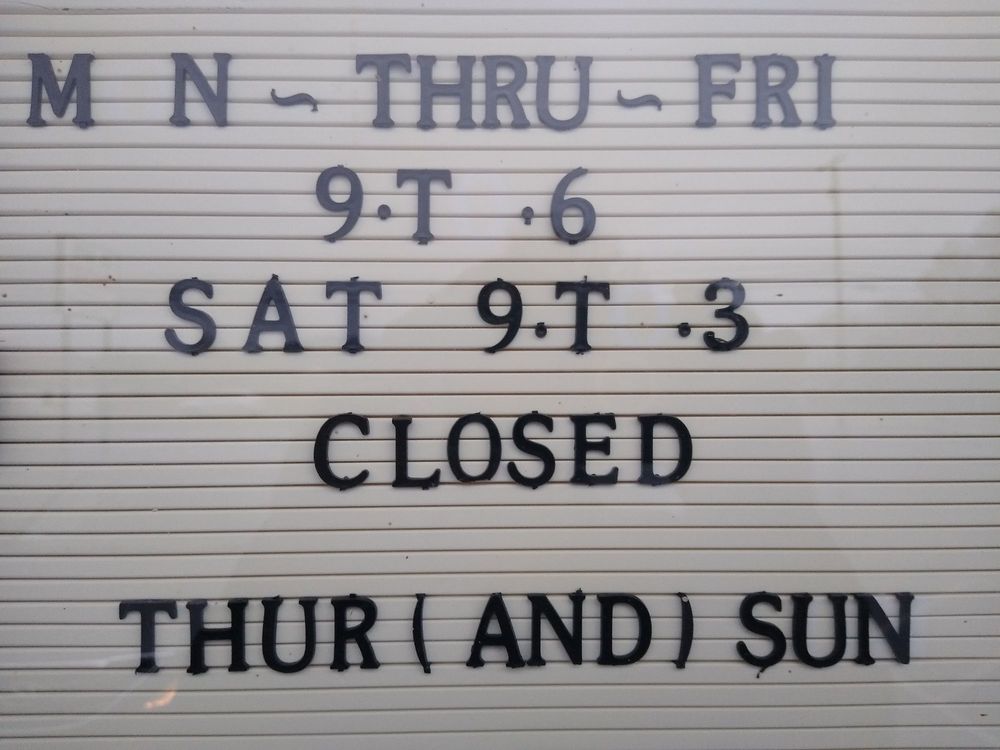 M N ~ THRU ~ FRI
9·T ·6
SAT 9·T ·3
CLOSED
THUR (AND) SUN